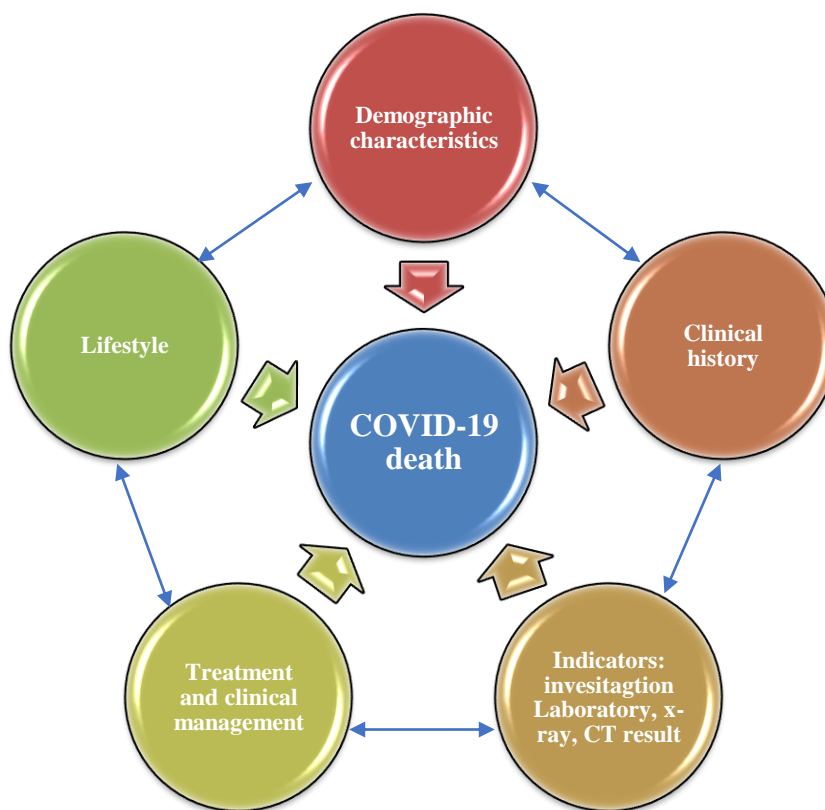 Demographic
characteristics
Lifestyle
Clinical
history
COVID-19
death
Treatment
and clinical
management
Indicators:
invesitagtion
Laboratory, x-
ray, CT result